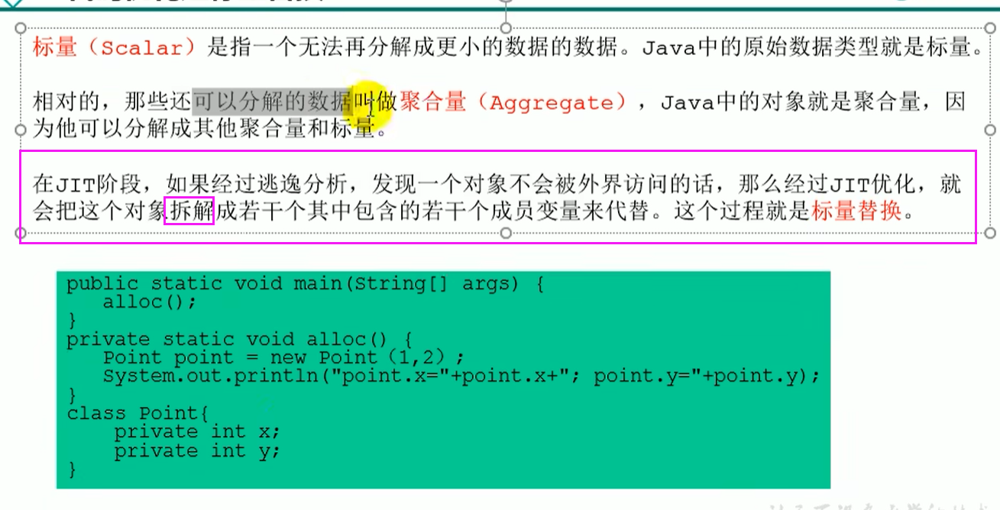 标量（Scalar）是指一个无法再分解成更小的数据的数据。Java中的原始数据类型就是标量。
相对的，那些还可以分解的数据叫做聚合量（Aggregate），Java中的对象就是聚合量，因
为他可以分解成其他聚合量和标量。
在JIT阶段，如果经过逃逸分析，发现一个对象不会被外界访问的话，那么经过JIT优化，就
会把这个对象拆解成若干个其中包含的若干个成员变量来代替。这个过程就是标量替换。
public static void main(String[] args) {
alloc();
}
private static void alloc() {
Point point = new Point（1,2）;
System.out.println("point.x="+point.x+"; point.y="+point.y);
}
class Point{
private int x;
private int y;
}